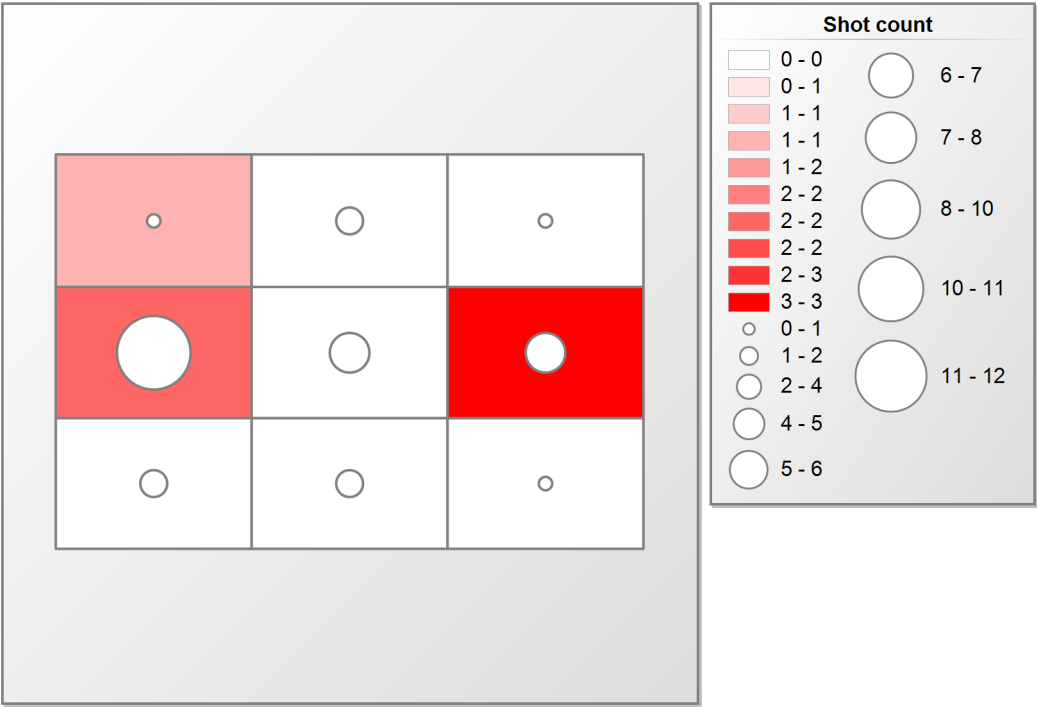 Shot count
0 - 0
0 - 1
1 - 1
1 - 1
1 - 2
2 - 2
2 - 2
2 - 2
2 - 3
3 - 3
0 - 1
1 - 2
2 - 4
4 - 5
5 - 6
6 - 7
7 - 8
8 - 10
10 - 11
11 - 12